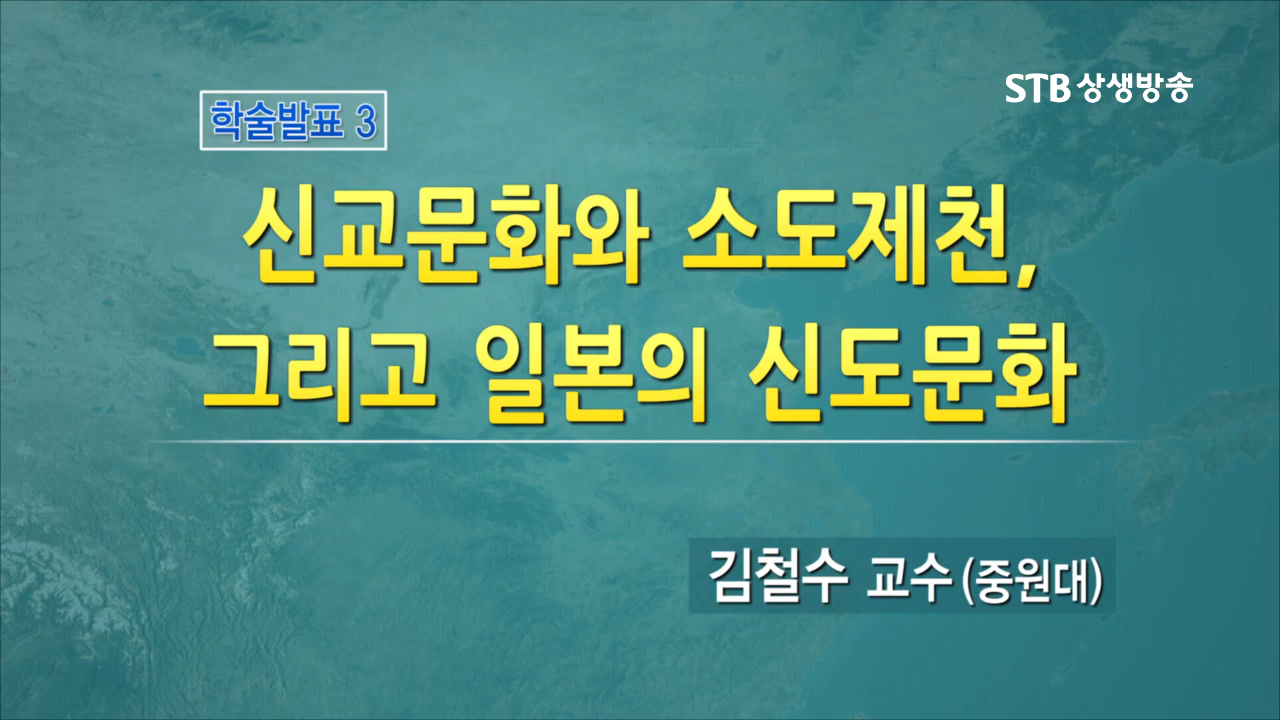 STB 상생방송
학술발표 3
신교문화와 소도제천,
그리고 일본의 신도문화
김철수 교수 (중원대)